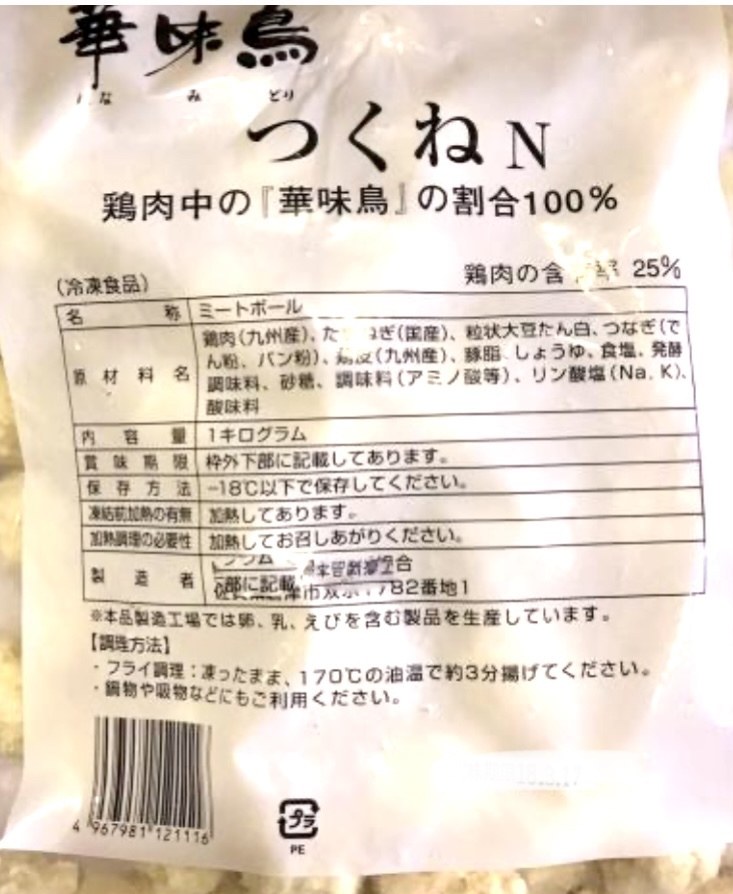 華味鳥
な み どり
つくね N
鶏肉中の『華味鳥』の割合100%
鶏肉の含 率 25%
(冷凍食品)
名称 ミートボール
原材料名 鶏肉(九州産)、た ねぎ(国産)、粒状大豆たん白、つなぎ(で
ん粉、パン粉)、鶏皮(九州産)、豚脂、しょうゆ、食塩、発酵
調味料、砂糖、調味料(アミノ酸等)、リン酸塩(Na, K)、
酸味料
内容量 1キログラム
賞味期限 枠外下部に記載してあります。
保存方法 -18℃以下で保存してください。
凍結前加熱の有無 加熱してあります。
加熱調理の必要性 加熱してお召しあがりください。
製造者
部に記載 津市双水 782番地1
※本品製造工場では卵、乳、えびを含む製品を生産しています。
【調理方法】
・フライ調理:凍ったまま、170℃の油温で約3分揚げてください。
・鍋物や吸物などにもご利用ください。
4 967981 121116
プラ
PE